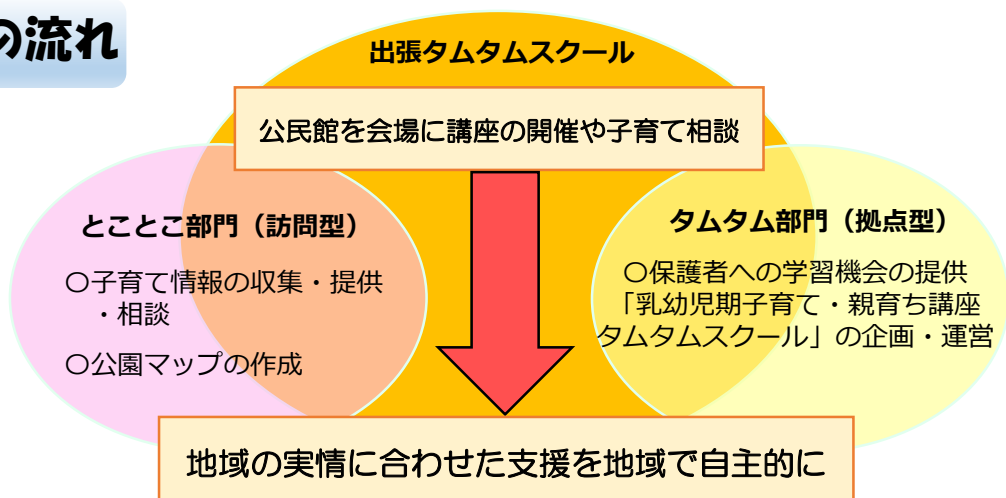 の流れ
出張タムタムスクール
公民館を会場に講座の開催や子育て相談
とことこ部門（訪問型）
〇子育て情報の収集・提供
・相談
〇公園マップの作成
タムタム部門（拠点型）
〇保護者への学習機会の提供
「乳幼児期子育て・親育ち講座
タムタムスクール」の企画・運営
地域の実情に合わせた支援を地域で自主的に